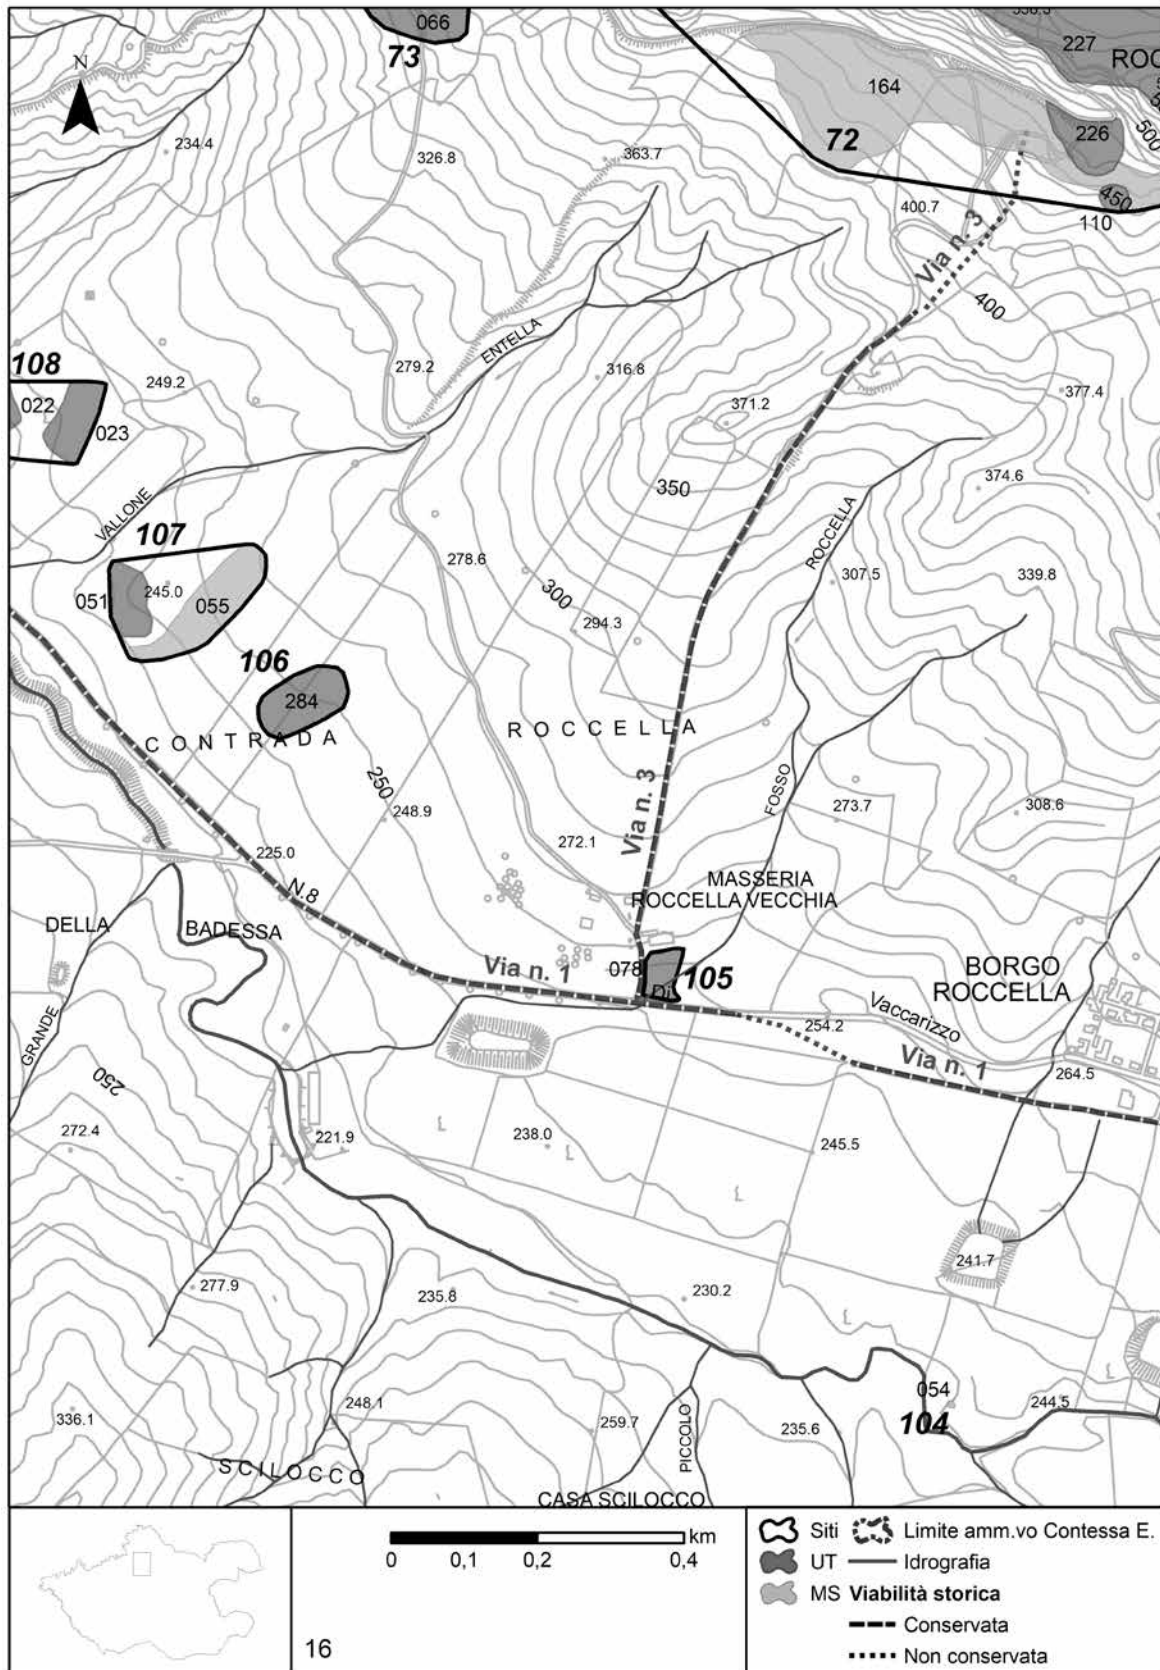 066
73
N
227
ROC
164
72
226
500
234.4
326.8
363.7
450
400.7
110
Via n. 3
400
ENTELLA
108
279.2
249.2
022
316.8
377.4
371.2
023
350
374.6
VALLONE
107
ROCCELLA
278.6
307.5
339.8
051
245.0
055
300
294.3
106
284
CONTRADA
ROCCELLA
250
FOSSO
248.9
273.7
308.6
272.1
Via n. 3
225.0
MASSERIA
ROCCELLA VECCHIA
N.8
DELLA
BADESSA
Via n. 1
078
105
DI
BORGO
ROCCELLA
Vaccarizzo
254.2
GRANDE
Via n. 1
264.5
250
272.4
221.9
238.0
245.5
241.7
277.9
235.8
230.2
054
244.5
336.1
248.1
259.7
PICCOLO
235.6
104
SCILOCCO
CASA SCILOCCO
km
0 0,1 0,2 0,4
16
Siti Limite amm.vo Contessa E.
UT Idrografia
MS Viabilità storica
Conservata
Non conservata